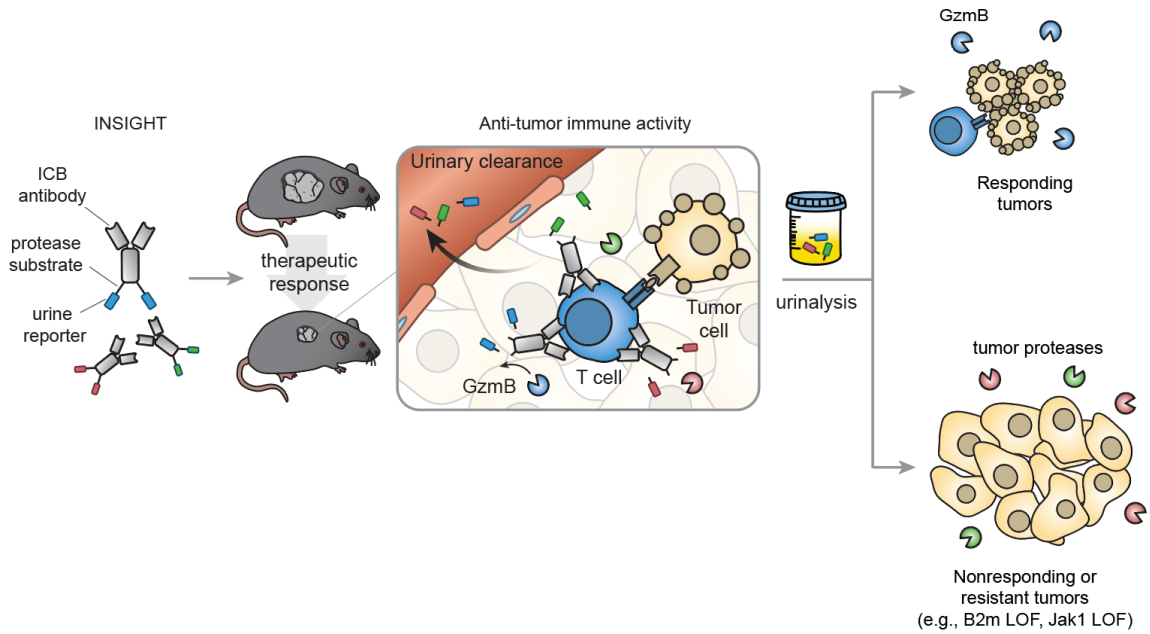 INSIGHT
ICB
antibody
protease
substrate
urine
reporter
therapeutic
response
Anti-tumor immune activity
Urinary clearance
Tumor
cell
T cell
GzmB
urinalysis
GzmB
Responding
tumors
tumor proteases
Nonresponding or
resistant tumors
(e.g., B2m LOF, Jak1 LOF)